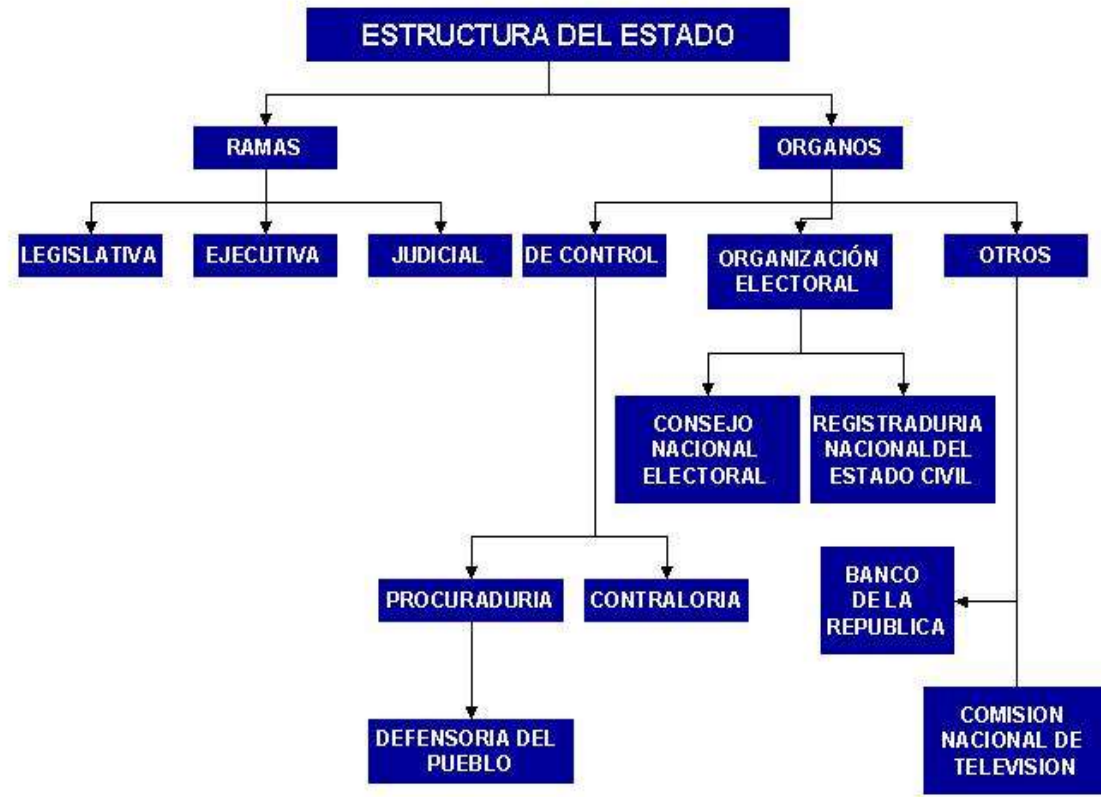 ESTRUCTURA DEL ESTADO
RAMAS
ORGANOS
LEGISLATIVA
EJECUTIVA
JUDICIAL
DE CONTROL
ORGANIZACIÓN
ELECTORAL
OTROS
CONSEJO
NACIONAL
ELECTORAL
REGISTRADURIA
NACIONAL DEL
ESTADO CIVIL
PROCURADURIA
CONTRALORIA
BANCO
DE LA
REPUBLICA
DEFENSORIA DEL
PUEBLO
COMISION
NACIONAL DE
TELEVISION